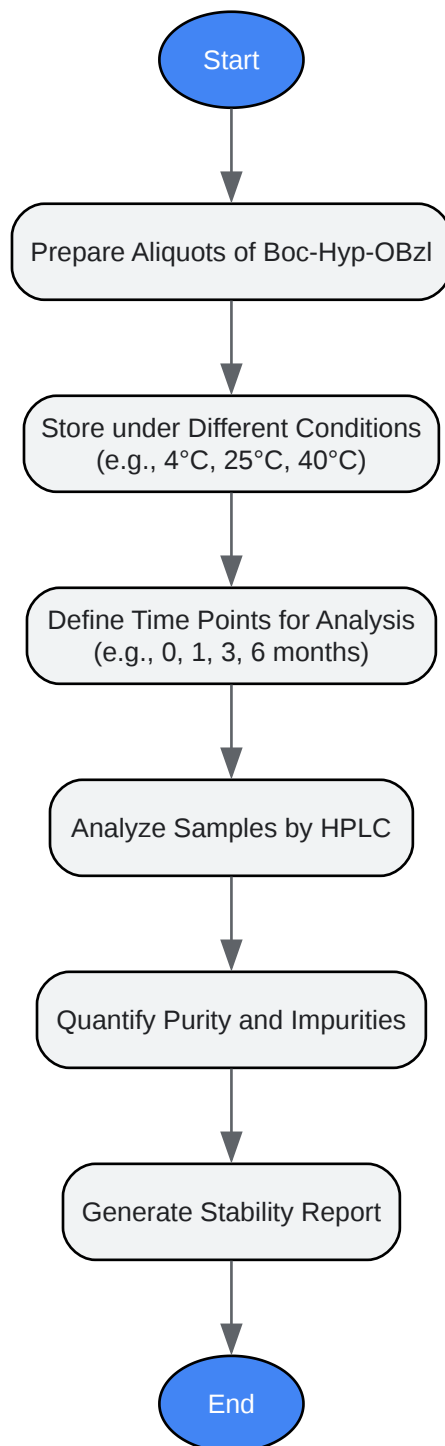 Start
Prepare Aliquots of Boc-Hyp-OBzl
Store under Different Conditions
(e.g., 4°C, 25°C, 40°C)
Define Time Points for Analysis
(e.g., 0, 1, 3, 6 months)
Analyze Samples by HPLC
Quantify Purity and Impurities
Generate Stability Report
End